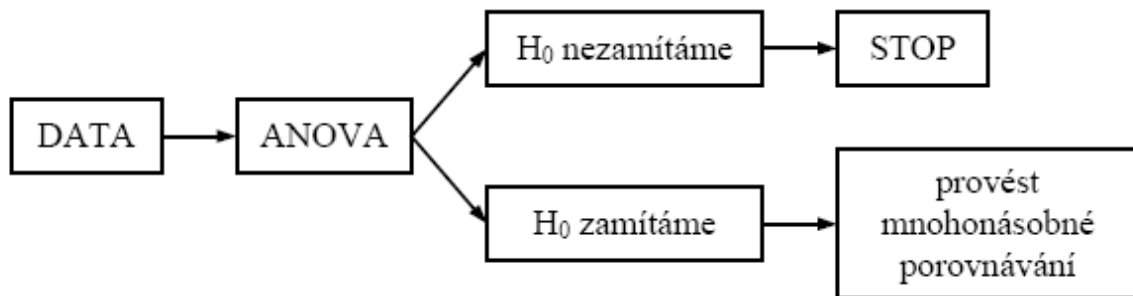 DATA
ANOVA
H₀ nezamítáme
STOP
H₀ zamítáme
provést
mnohonásobné
porovnávání